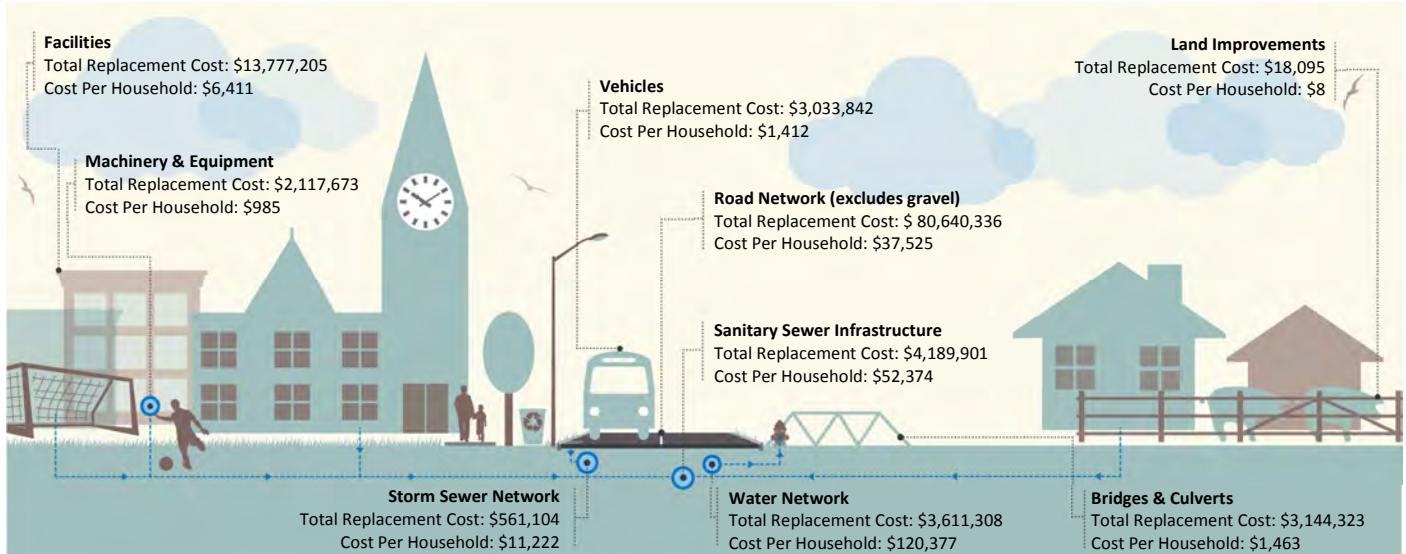 Facilities
Total Replacement Cost: $13,777,205
Cost Per Household: $6,411
Machinery & Equipment
Total Replacement Cost: $2,117,673
Cost Per Household: $985
Vehicles
Total Replacement Cost: $3,033,842
Cost Per Household: $1,412
Land Improvements
Total Replacement Cost: $18,095
Cost Per Household: $8
Road Network (excludes gravel)
Total Replacement Cost: $ 80,640,336
Cost Per Household: $37,525
Sanitary Sewer Infrastructure
Total Replacement Cost: $4,189,901
Cost Per Household: $52,374
Storm Sewer Network
Total Replacement Cost: $561,104
Cost Per Household: $11,222
Water Network
Total Replacement Cost: $3,611,308
Cost Per Household: $120,377
Bridges & Culverts
Total Replacement Cost: $3,144,323
Cost Per Household: $1,463